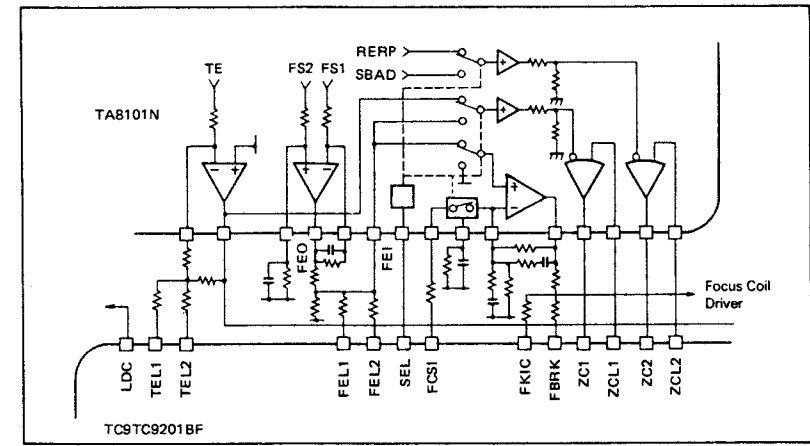 RERP
SBAD
TE
FS2
FS1
TA8101N
FEO
FEI
Focus Coil
Driver
LDC
TEL1
TEL2
FEL1
FEL2
SEL
FCSI
FKIC
FBRK
ZC1
ZCL1
ZC2
ZCL2
TC9TC9201BF